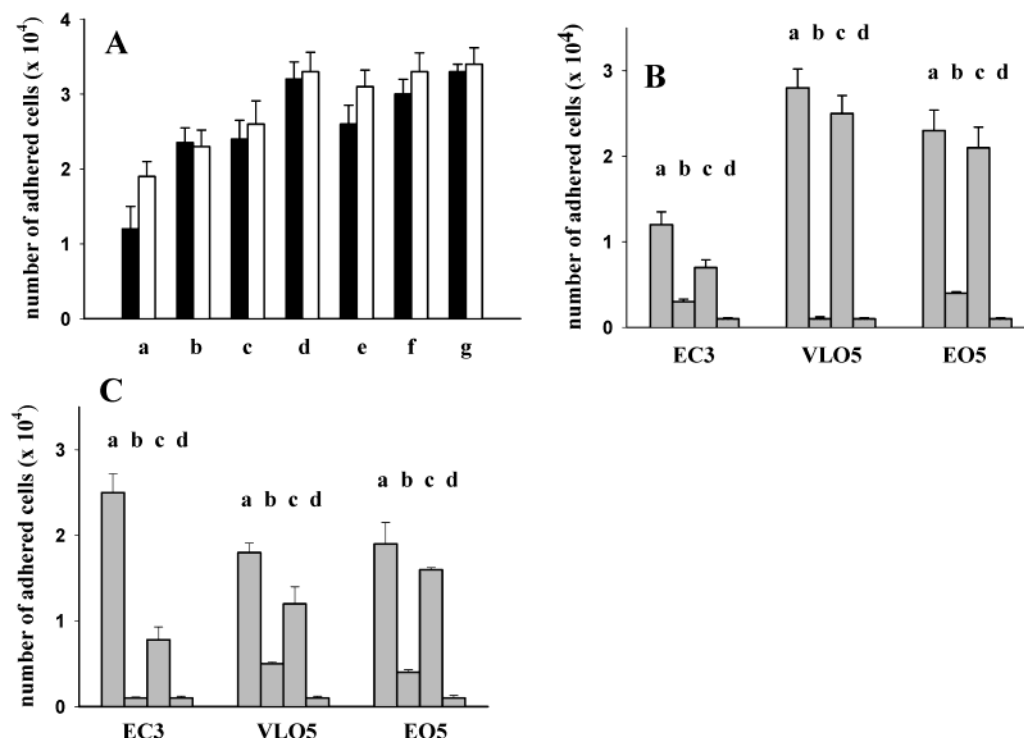 A
number of adhered cells (x 10⁴)
4
3
2
1
0
a b c d e f g
B
number of adhered cells (x 10⁴)
3
2
1
0
a b c d
a b c d
a b c d
EC3 VLO5 EO5
C
number of adhered cells (x 10⁴)
3
2
1
0
a b c d
a b c d
a b c d
EC3 VLO5 EO5